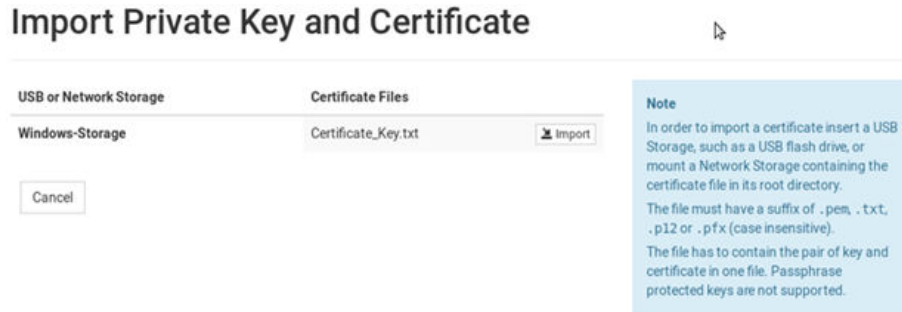 Import Private Key and Certificate
USB or Network Storage Certificate Files
Windows-Storage Certificate_Key.txt Import
Cancel
Note
In order to import a certificate insert a USB
Storage, such as a USB flash drive, or
mount a Network Storage containing the
certificate file in its root directory.
The file must have a suffix of .pem, .txt,
.p12 or .pfx (case insensitive).
The file has to contain the pair of key and
certificate in one file. Passphrase
protected keys are not supported.